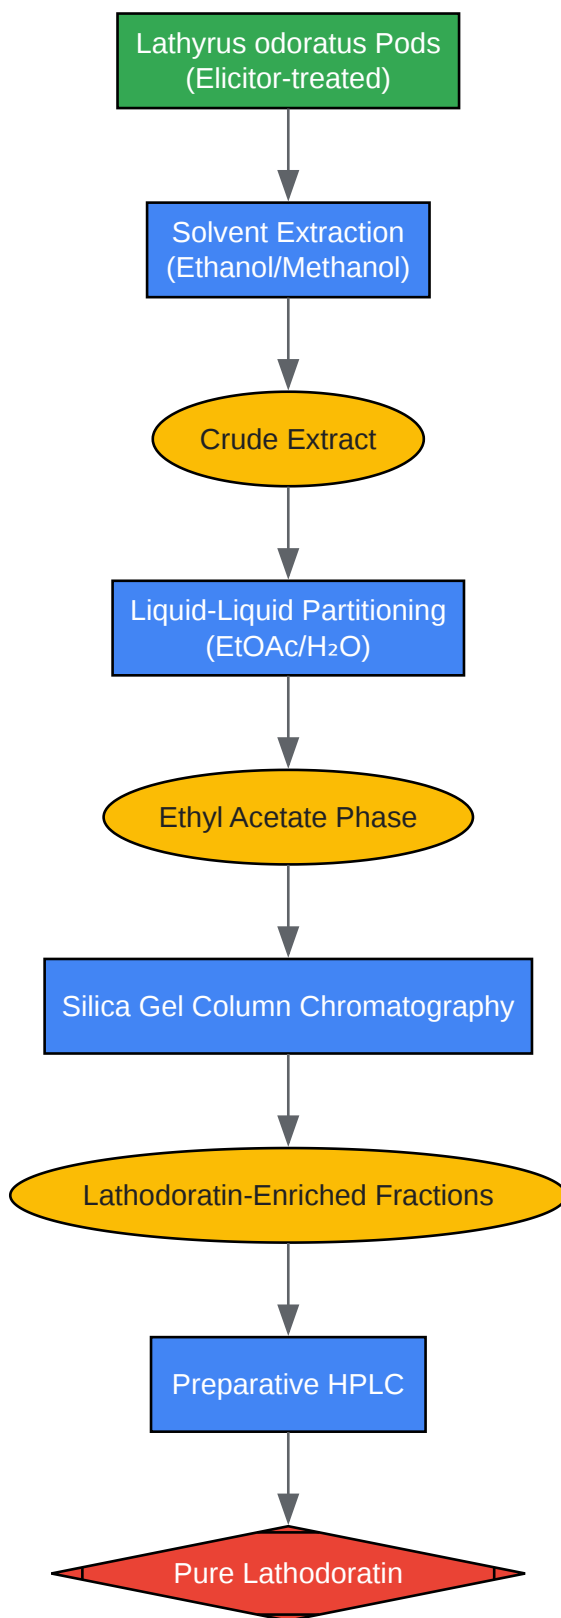 Lathyrus odoratus Pods
(Elicitor-treated)
Solvent Extraction
(Ethanol/Methanol)
Crude Extract
Liquid-Liquid Partitioning
(EtOAc/H₂O)
Ethyl Acetate Phase
Silica Gel Column Chromatography
Lathodoratin-Enriched Fractions
Preparative HPLC
Pure Lathodoratin